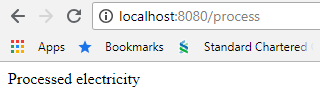 localhost:8080/process
Apps Bookmarks Standard Chartered
Processed electricity